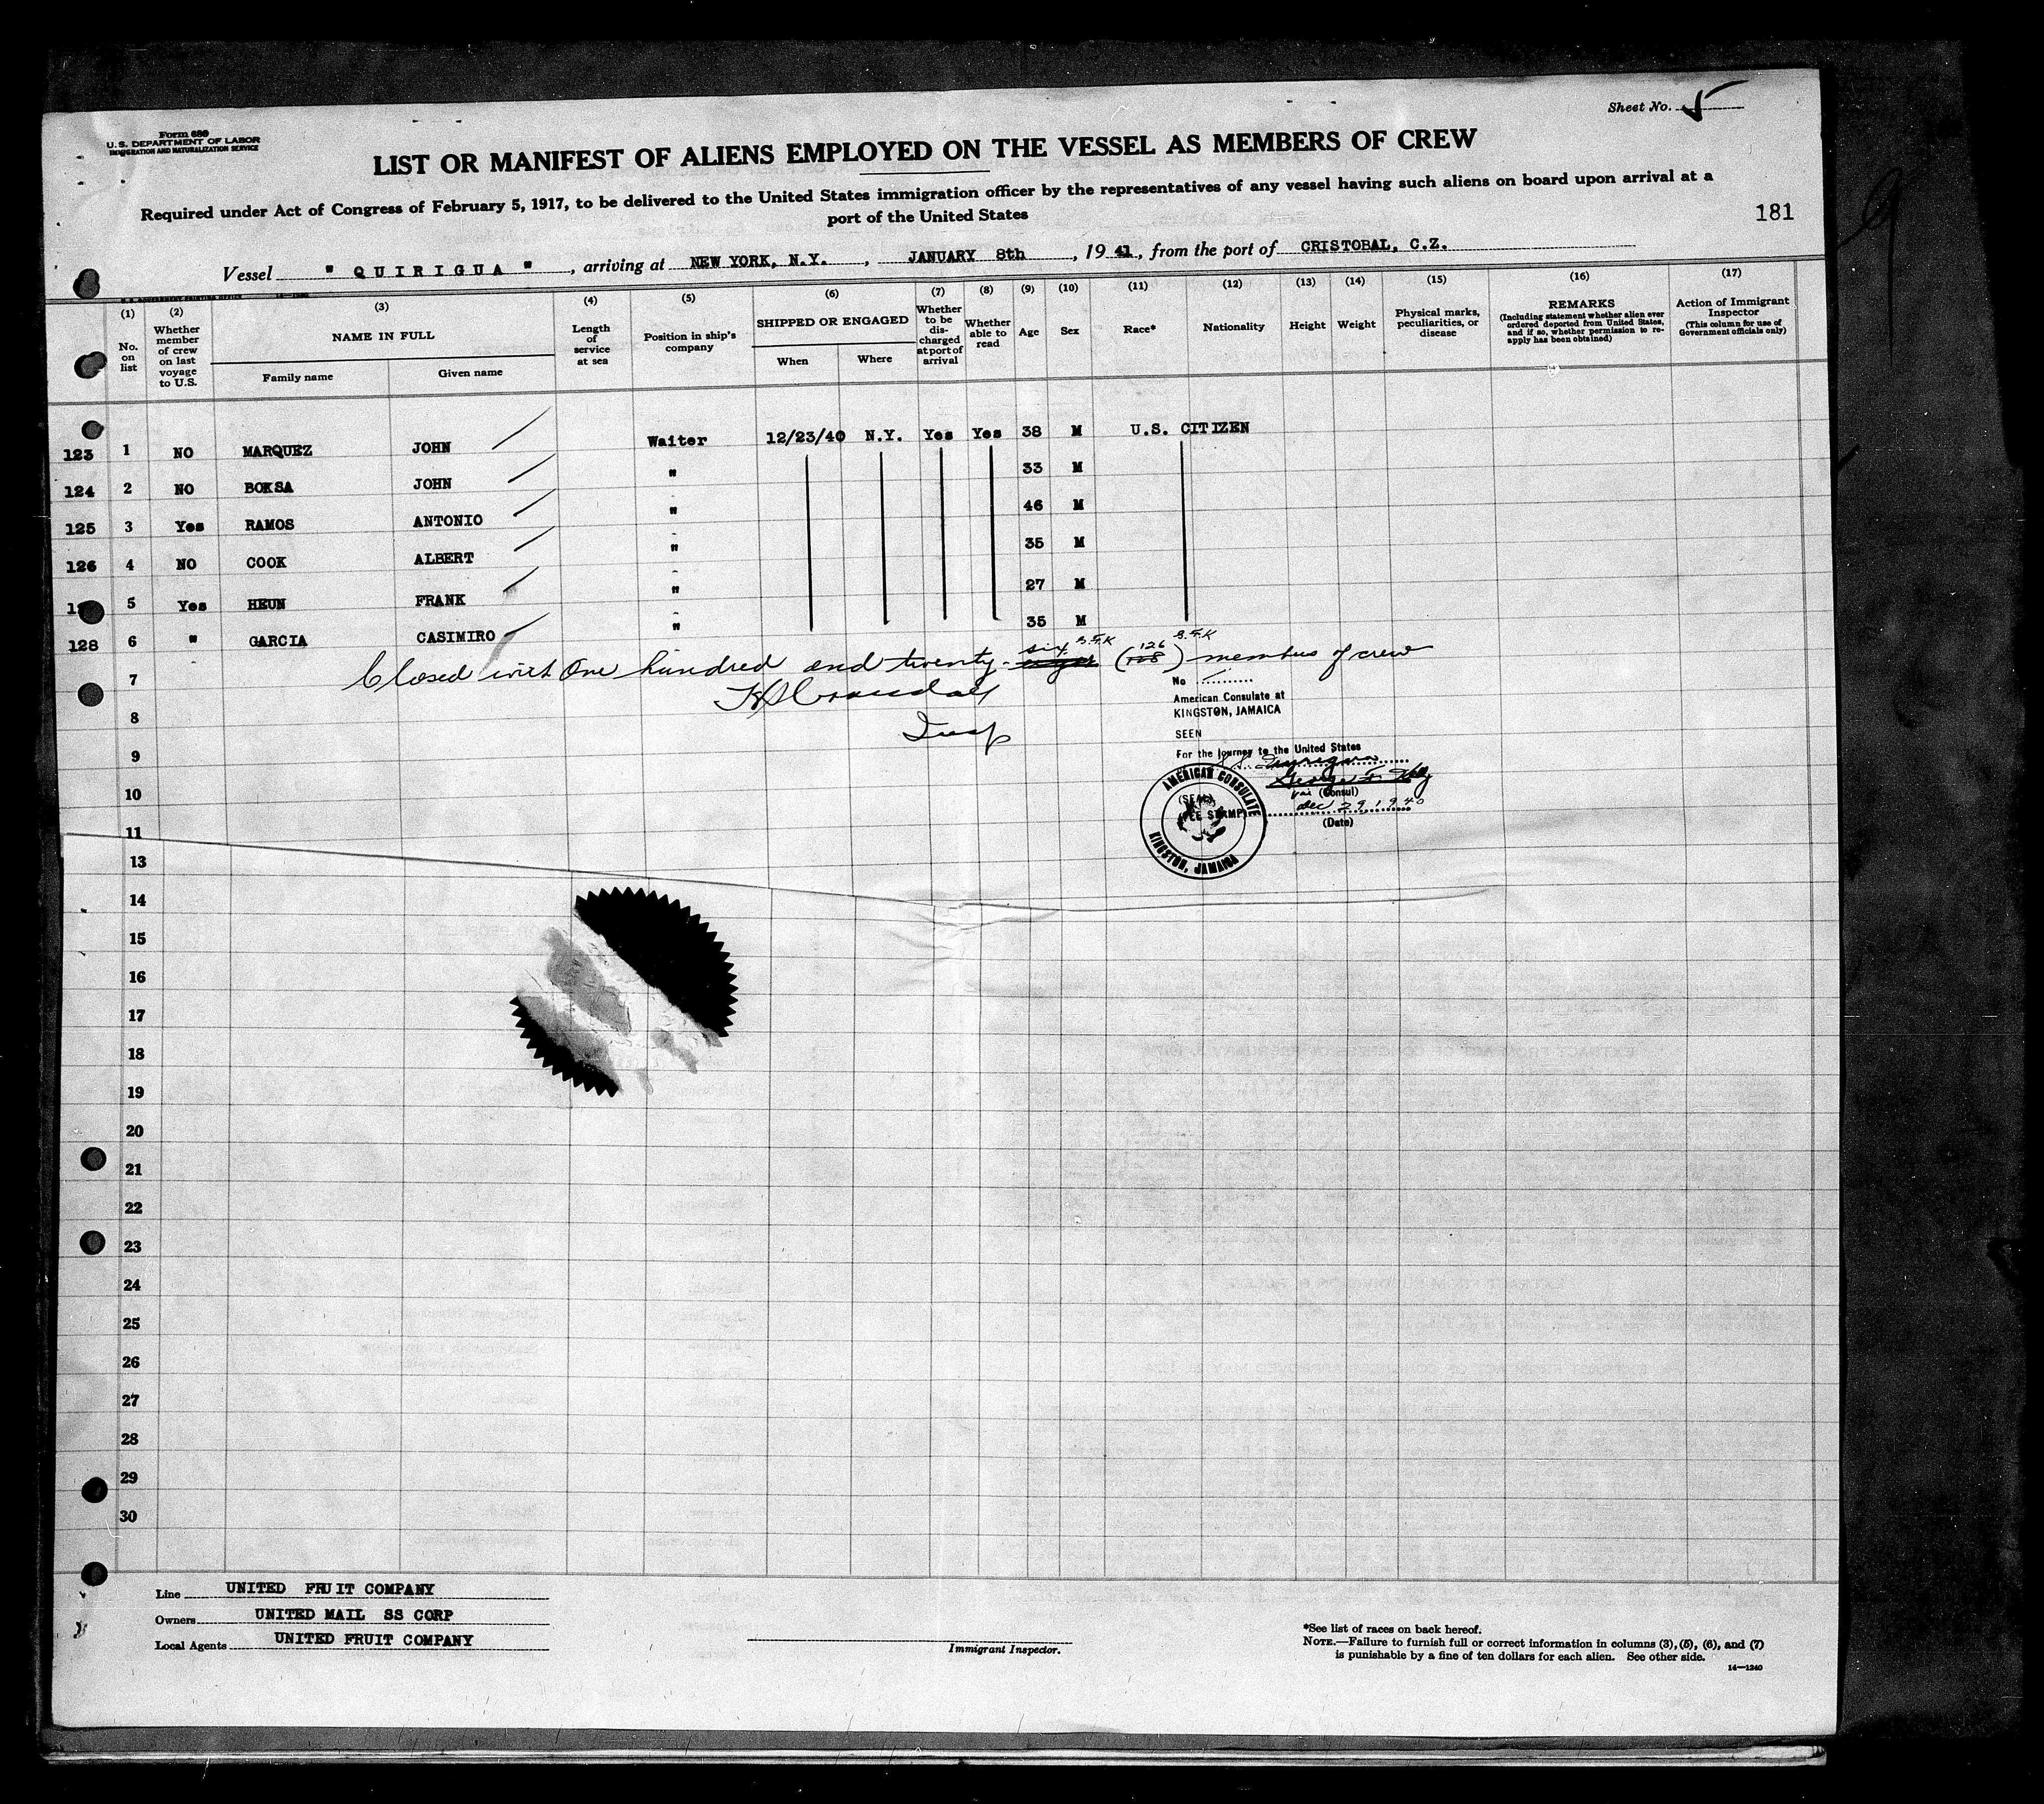 Sheet No. 5
Form 680
U.S. DEPARTMENT OF LABOR
IMMIGRATION AND NATURALIZATION SERVICE
LIST OR MANIFEST OF ALIENS EMPLOYED ON THE VESSEL AS MEMBERS OF CREW
Required under Act of Congress of February 5, 1917, to be delivered to the United States immigration officer by the representatives of any vessel having such aliens on board upon arrival at a
port of the United States
181
Vessel " QUIRIGUA ", arriving at NEW YORK, N.Y., JANUARY 8th, 1941, from the port of CRISTOBAL, C.Z.
(1) (2) (3) (4) (5) (6) (7) (8) (9) (10) (11) (12) (13) (14) (15) (16) (17)
No. on list
Whether member of crew on last voyage to U.S.
NAME IN FULL
Family name Given name
Length of service at sea
Position in ship's company
SHIPPED OR ENGAGED
When Where
Whether to be discharged at port of arrival
Whether able to read
Age
Sex
Race*
Nationality
Height
Weight
Physical marks, peculiarities, or disease
REMARKS
(Including statement whether alien ever ordered deported from United States, and if so, whether permission to reapply has been obtained)
Action of Immigrant Inspector
(This column for use of Government officials only)
123 1 NO MARQUEZ JOHN Waiter 12/23/40 N.Y. Yes Yes 38 M U.S. CITIZEN
124 2 NO BOKSA JOHN " 33 M
125 3 Yes RAMOS ANTONIO " 46 M
126 4 NO COOK ALBERT " 35 M
5 Yes HEUN FRANK " 27 M
128 6 " GARCIA CASIMIRO " 35 M
Closed with One hundred and twenty-six (126) members of crew
7
8
9
10
11
13
14
15
16
17
18
19
20
21
22
23
24
25
26
27
28
29
30
Insp
No
American Consulate at
KINGSTON, JAMAICA
SEEN
For the journey to the United States
Quirigua
(Consul)
Dec 29 1940
(Date)
(SEAL)
(FEE STAMP)
AMERICAN CONSULATE
KINGSTON, JAMAICA
Line UNITED FRUIT COMPANY
Owners UNITED MAIL SS CORP
Local Agents UNITED FRUIT COMPANY
Immigrant Inspector.
*See list of races on back hereof.
NOTE.—Failure to furnish full or correct information in columns (3), (5), (6), and (7)
is punishable by a fine of ten dollars for each alien. See other side.
14—1240